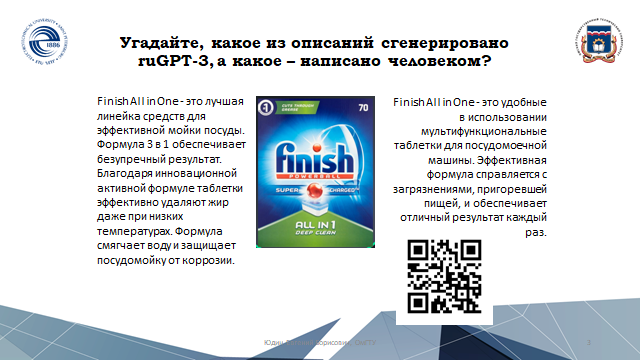 Угадайте, какое из описаний сгенерировано
ruGPT-3, а какое – написано человеком?
Finish All in One - это лучшая
линейка средств для
эффективной мойки посуды.
Формула 3 в 1 обеспечивает
безупречный результат.
Благодаря инновационной
активной формуле таблетки
эффективно удаляют жир
даже при низких
температурах. Формула
смягчает воду и защищает
посудомойку от коррозии.
CUTS THROUGH
GREASE
70
finish
POWERBALL
SUPER CHARGED
ALL IN 1
DEEP CLEAN
Finish All in One - это удобные
в использовании
мультифункциональные
таблетки для посудомоечной
машины. Эффективная
формула справляется с
загрязнениями, пригоревшей
пищей, и обеспечивает
отличный результат каждый
раз.
1886
3